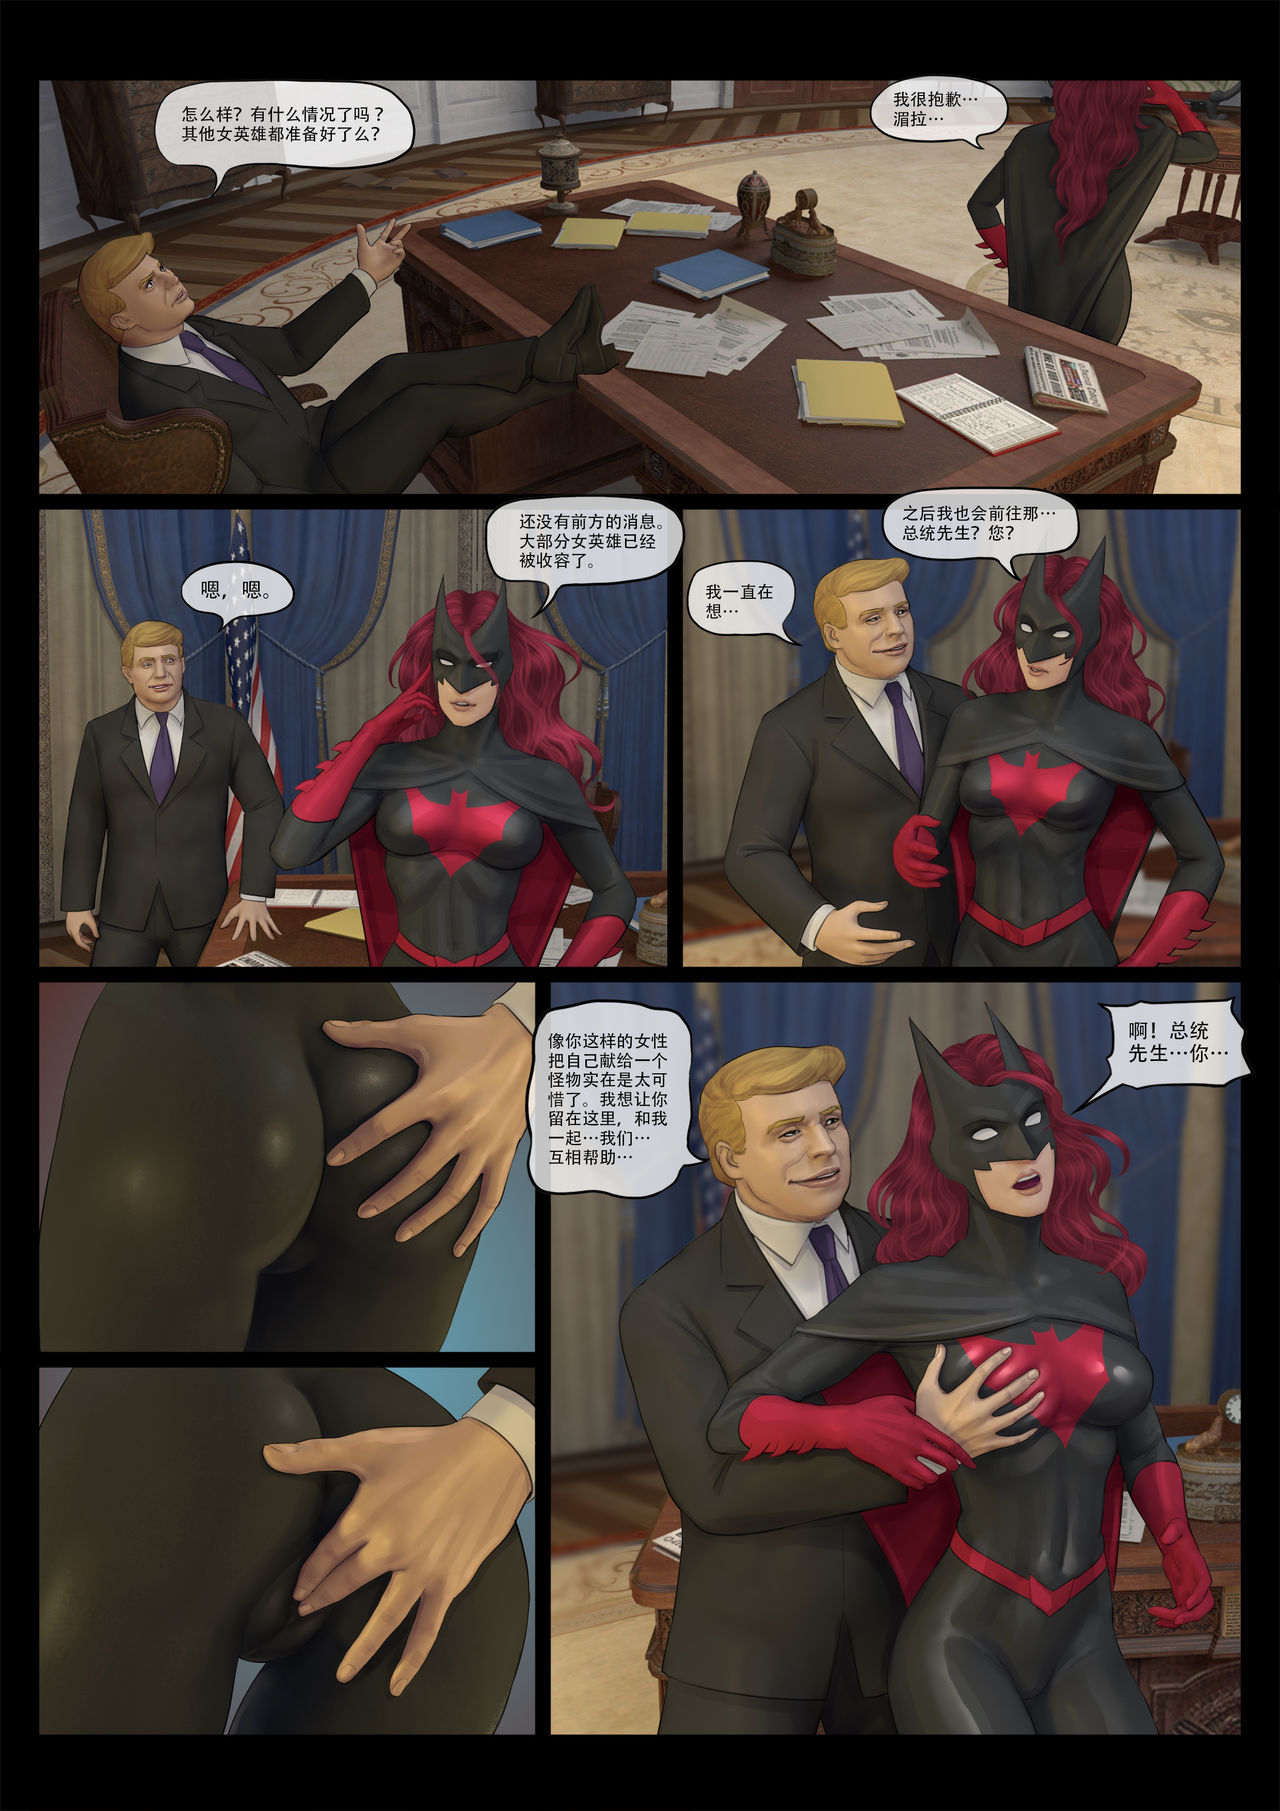 怎么样？有什么情况了吗？
其他女英雄都准备好了么？
我很抱歉…
湄拉…
嗯，嗯。
还没有前方的消息。
大部分女英雄已经
被收容了。
我一直在
想…
之后我也会前往那…
总统先生？您？
像你这样的女性
把自己献给一个
怪物实在是太可
惜了。我想让你
留在这里，和我
一起…我们…
互相帮助…
啊！总统
先生…你…